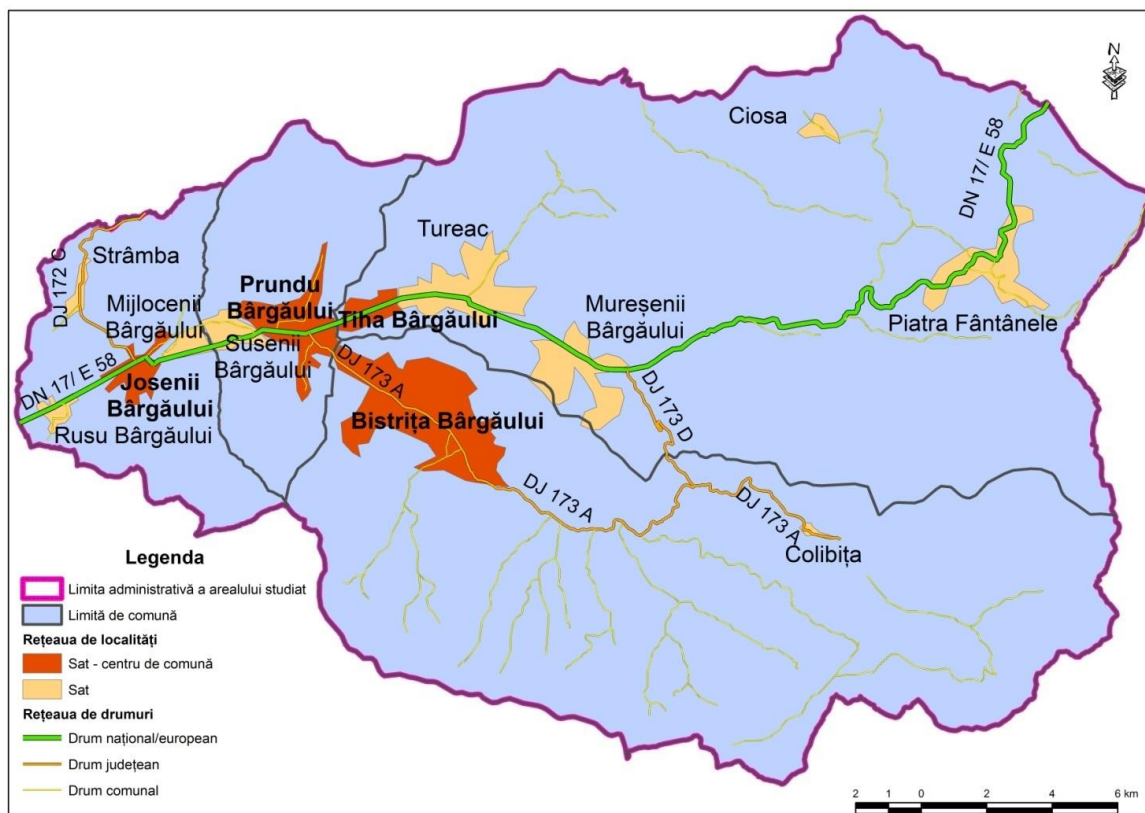 N
Ciosa
DN 17/ E 58
Tureac
Strâmba
DJ 172 G
Prundu
Bârgăului
Mijlocenii
Bârgăului
Mureșenii
Bârgăului
Tiha Bârgăului
Piatra Fântânele
Susenii
Bârgăului
DJ 173 A
DN 17/ E 58
Josenii
Bârgăului
DJ 173 D
Bistrița Bârgăului
Rusu Bârgăului
DJ 173 A
DJ 173 A
Colibița
Legenda
Limita administrativă a arealului studiat
Limită de comună
Rețeaua de localități
Sat - centru de comună
Sat
Rețeaua de drumuri
Drum național/european
Drum județean
Drum comunal
2 1 0 2 4 6 km